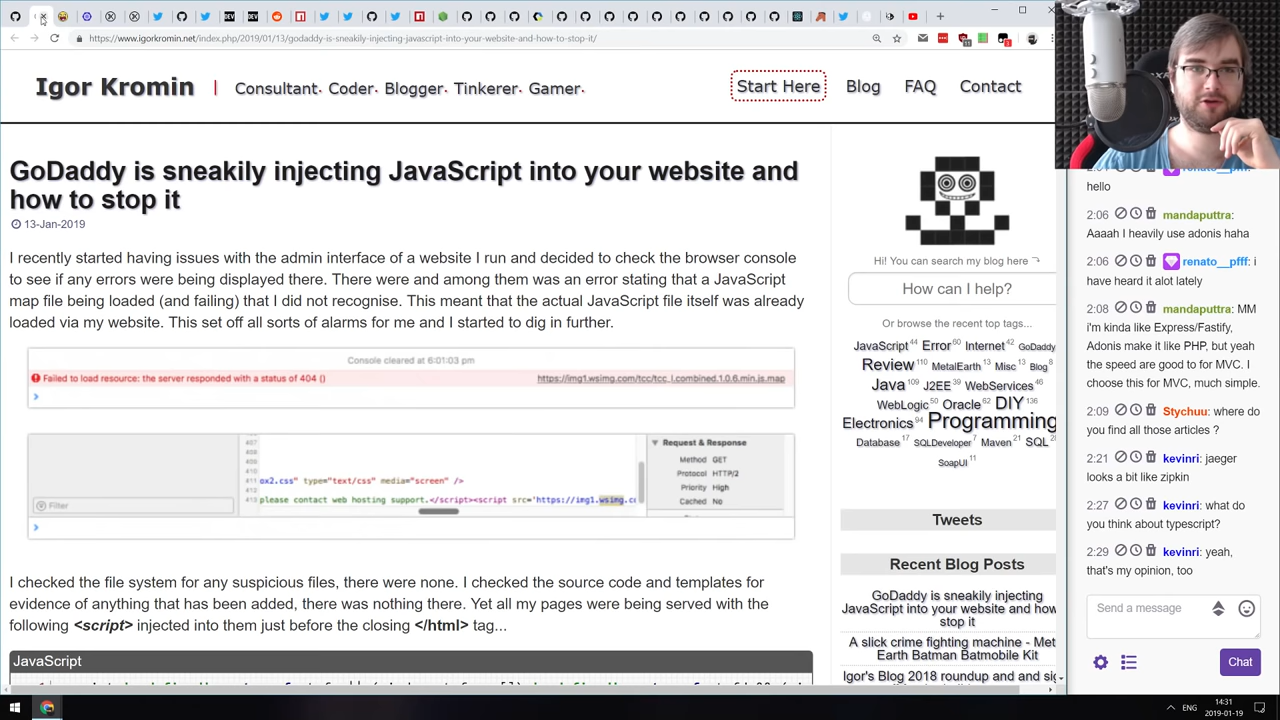 https://www.igorkromin.net/index.php/2019/01/13/godaddy-is-sneakily-injecting-javascript-into-your-website-and-how-to-stop-it/
Igor Kromin | Consultant· Coder· Blogger· Tinkerer· Gamer·
Start Here Blog FAQ Contact
GoDaddy is sneakily injecting JavaScript into your website and
how to stop it
13-Jan-2019
I recently started having issues with the admin interface of a website I run and decided to check the browser console
to see if any errors were being displayed there. There were and among them was an error stating that a JavaScript
map file being loaded (and failing) that I did not recognise. This meant that the actual JavaScript file itself was already
loaded via my website. This set off all sorts of alarms for me and I started to dig in further.
Console cleared at 6:01:03 pm
Failed to load resource: the server responded with a status of 404 () https://img1.wsimg.com/tcc/tcc_l.combined.1.0.6.min.js.map
407
408
409
410
411 ox2.css" type="text/css" media="screen" />
412
413 please contact web hosting support.</script><script src='https://img1.wsimg.co
Filter
Request & Response
Method GET
Protocol HTTP/2
Priority High
Cached No
I checked the file system for any suspicious files, there were none. I checked the source code and templates for
evidence of anything that has been added, there was nothing there. Yet all my pages were being served with the
following <script> injected into them just before the closing </html> tag...
JavaScript
Hi! You can search my blog here
How can I help?
Or browse the recent top tags...
JavaScript 44 Error 60 Internet 42 GoDaddy
Review 110 MetalEarth 13 Misc 13 Blog 8
Java 109 J2EE 39 WebServices 46
WebLogic 50 Oracle 62 DIY 136
Electronics 94 Programming
Database 17 SQLDeveloper 7 Maven 21 SQL
SoapUI 11
Tweets
Recent Blog Posts
GoDaddy is sneakily injecting
JavaScript into your website and how
to stop it
A slick crime fighting machine - Met
Earth Batman Batmobile Kit
Igor's Blog 2018 roundup and and sig
renato__pfff:
hello
2:06 mandaputtra:
Aaaah I heavily use adonis haha
2:06 renato__pfff: i
have heard it alot lately
2:08 mandaputtra: MM
i'm kinda like Express/Fastify,
Adonis make it like PHP, but yeah
the speed are good to for MVC. I
choose this for MVC, much simple.
2:09 Stychuu: where do
you find all those articles ?
2:21 kevinri: jaeger
looks a bit like zipkin
2:27 kevinri: what do
you think about typescript?
2:29 kevinri: yeah,
that's my opinion, too
Send a message
Chat
ENG
14:31
2019-01-19